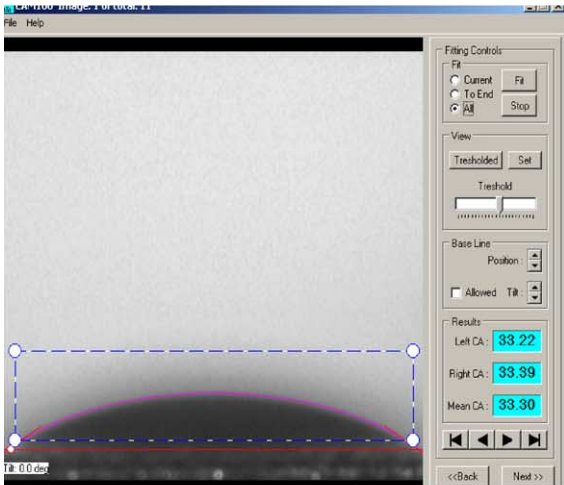 CAM100 Image: 1 of total: 11
File Help
Fitting Controls
Fit
Current
To End
All
Fit
Stop
View
Tresholded
Set
Treshold
Base Line
Position :
Allowed
Tilt :
Results
Left CA : 33.22
Right CA : 33.39
Mean CA : 33.30
Tilt: 0.0 deg
<<Back
Next >>